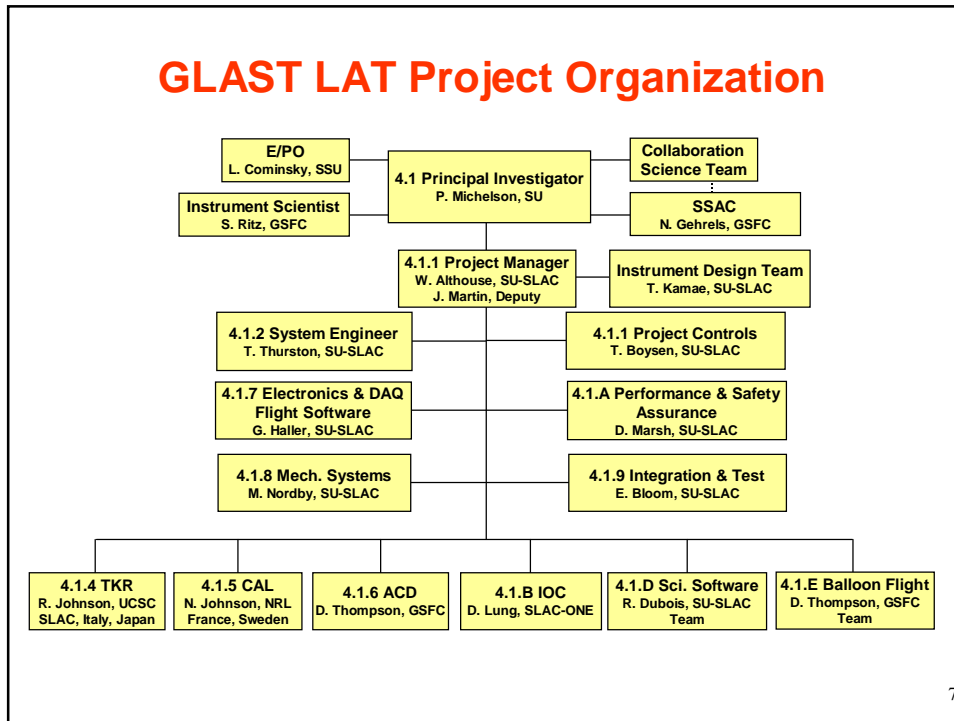 GLAST LAT Project Organization
E/PO
L. Cominsky, SSU
4.1 Principal Investigator
P. Michelson, SU
Collaboration
Science Team
Instrument Scientist
S. Ritz, GSFC
SSAC
N. Gehrels, GSFC
4.1.1 Project Manager
W. Althouse, SU-SLAC
J. Martin, Deputy
Instrument Design Team
T. Kamae, SU-SLAC
4.1.2 System Engineer
T. Thurston, SU-SLAC
4.1.1 Project Controls
T. Boysen, SU-SLAC
4.1.7 Electronics & DAQ
Flight Software
G. Haller, SU-SLAC
4.1.A Performance & Safety
Assurance
D. Marsh, SU-SLAC
4.1.8 Mech. Systems
M. Nordby, SU-SLAC
4.1.9 Integration & Test
E. Bloom, SU-SLAC
4.1.4 TKR
R. Johnson, UCSC
SLAC, Italy, Japan
4.1.5 CAL
N. Johnson, NRL
France, Sweden
4.1.6 ACD
D. Thompson, GSFC
4.1.B IOC
D. Lung, SLAC-ONE
4.1.D Sci. Software
R. Dubois, SU-SLAC
Team
4.1.E Balloon Flight
D. Thompson, GSFC
Team
7